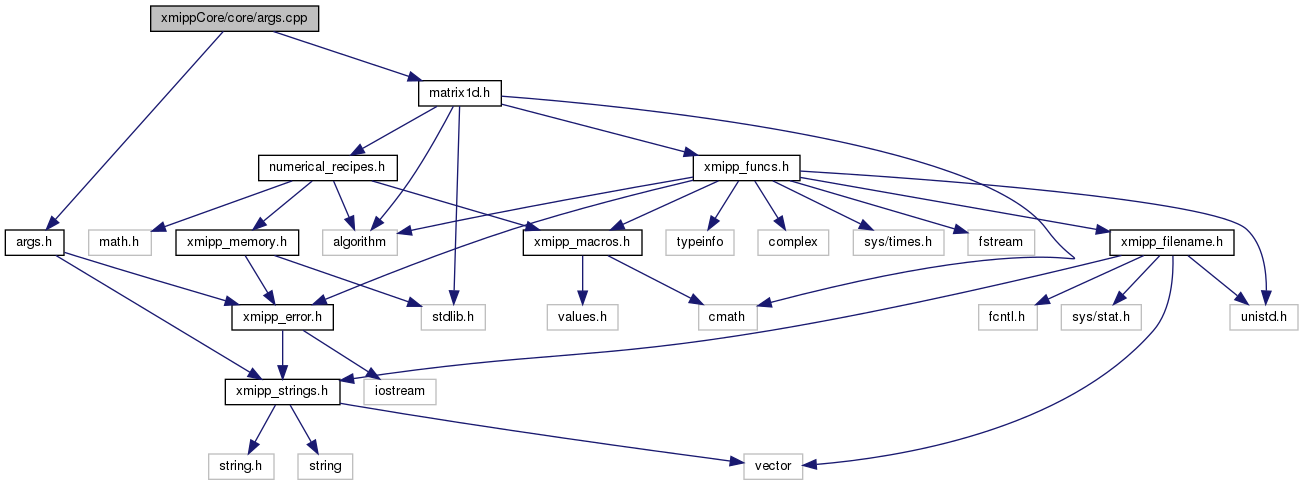 xmippCore/core/args.cpp
matrix1d.h
numerical_recipes.h
xmipp_funcs.h
args.h
math.h
xmipp_memory.h
algorithm
xmipp_macros.h
typeinfo
complex
sys/times.h
fstream
xmipp_filename.h
xmipp_error.h
stdlib.h
values.h
cmath
fcntl.h
sys/stat.h
unistd.h
xmipp_strings.h
iostream
string.h
string
vector